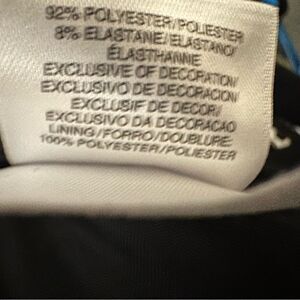 92% POLYESTER/POLIESTER
8% ELASTANE/ELASTANO/
ÉLASTHANNE
EXCLUSIVE OF DECORATION/
EXCLUSIVO DE DECORACION/
EXCLUSIF DE DECOR/
EXCLUSIVO DA DECORACAO
LINING/FORRO/DOUBLURE:
100% POLYESTER/POLIESTER